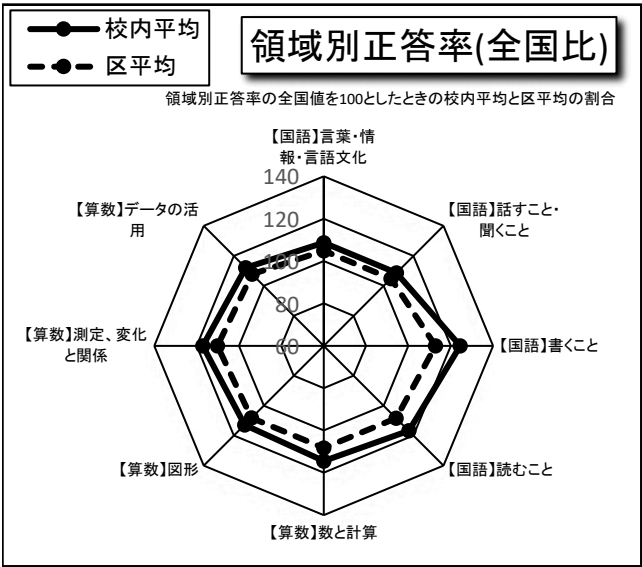 校内平均
区平均
領域別正答率(全国比)
領域別正答率の全国値を100としたときの校内平均と区平均の割合
【国語】言葉・情
報・言語文化
【国語】話すこと・
聞くこと
【国語】書くこと
【国語】読むこと
【算数】数と計算
【算数】図形
【算数】測定、変化
と関係
【算数】データの活
用
140
120
100
80
60